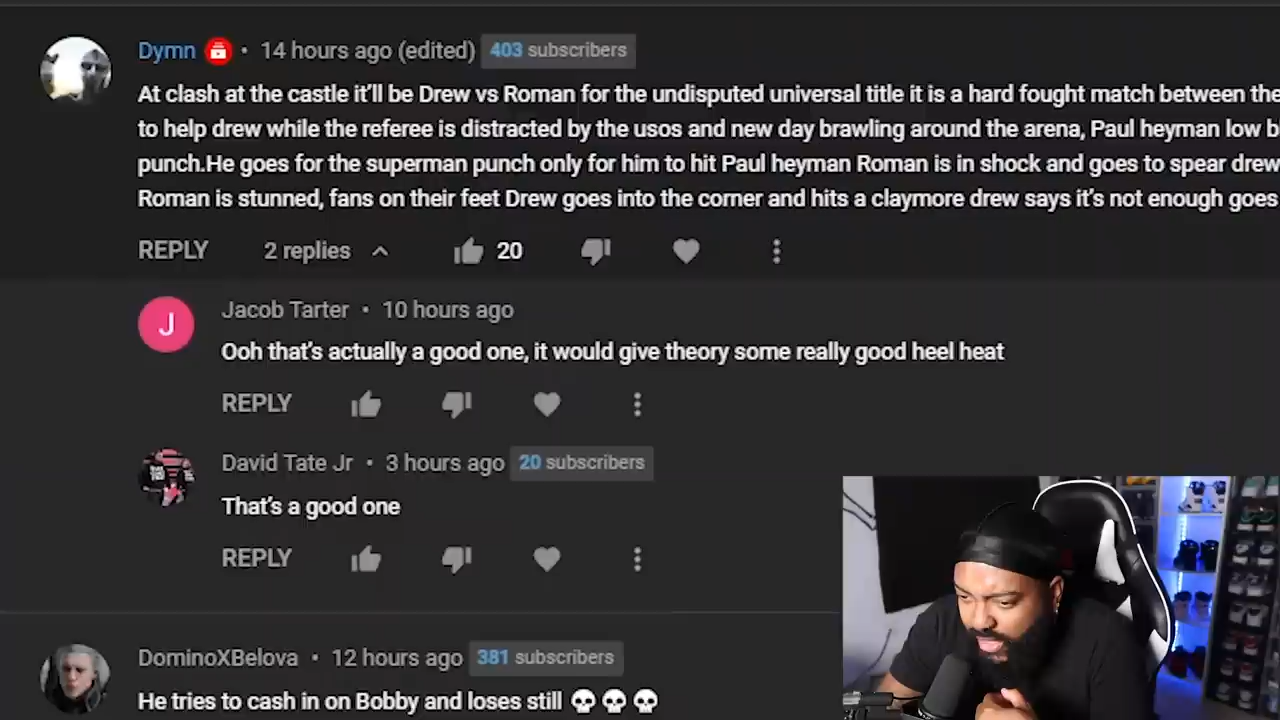 Dymn • 14 hours ago (edited) 403 subscribers
At clash at the castle it'll be Drew vs Roman for the undisputed universal title it is a hard fought match between the
to help drew while the referee is distracted by the usos and new day brawling around the arena, Paul heyman low b
punch.He goes for the superman punch only for him to hit Paul heyman Roman is in shock and goes to spear drew
Roman is stunned, fans on their feet Drew goes into the corner and hits a claymore drew says it's not enough goes
REPLY 2 replies 20
J
Jacob Tarter • 10 hours ago
Ooh that's actually a good one, it would give theory some really good heel heat
REPLY
David Tate Jr • 3 hours ago 20 subscribers
That's a good one
REPLY
DominoXBelova • 12 hours ago 381 subscribers
He tries to cash in on Bobby and loses still 💀💀💀